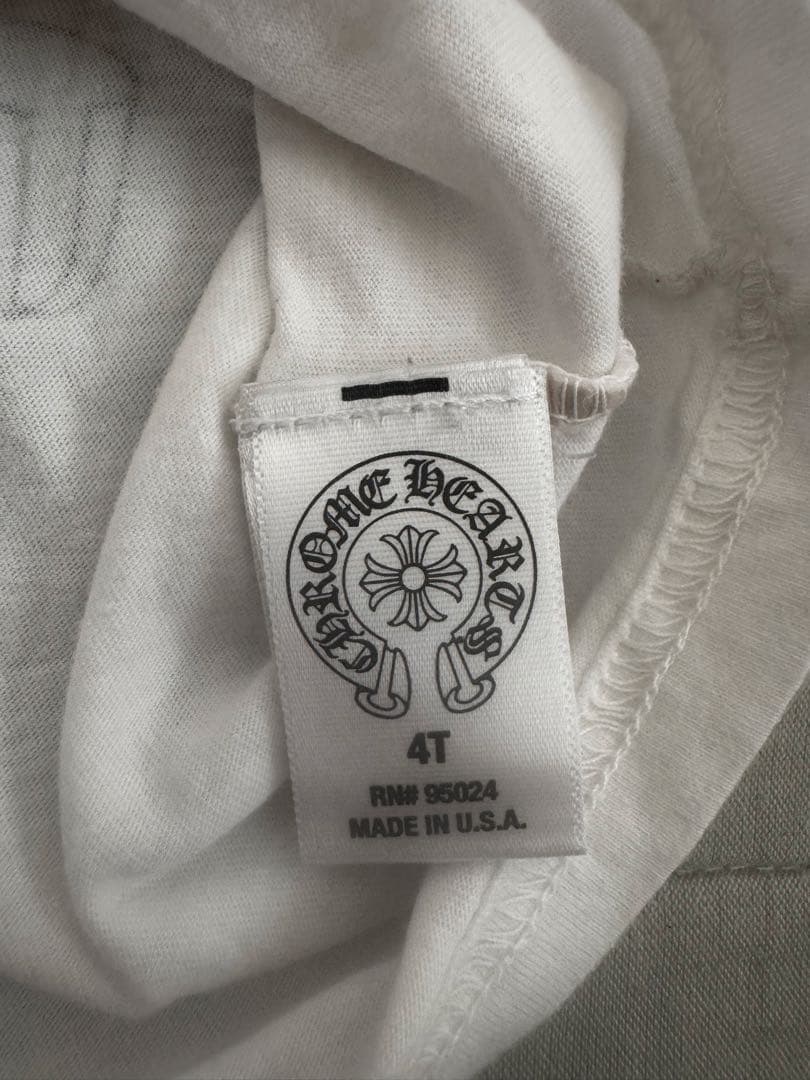 CHROME HEARTS
4T
RN# 95024
MADE IN U.S.A.